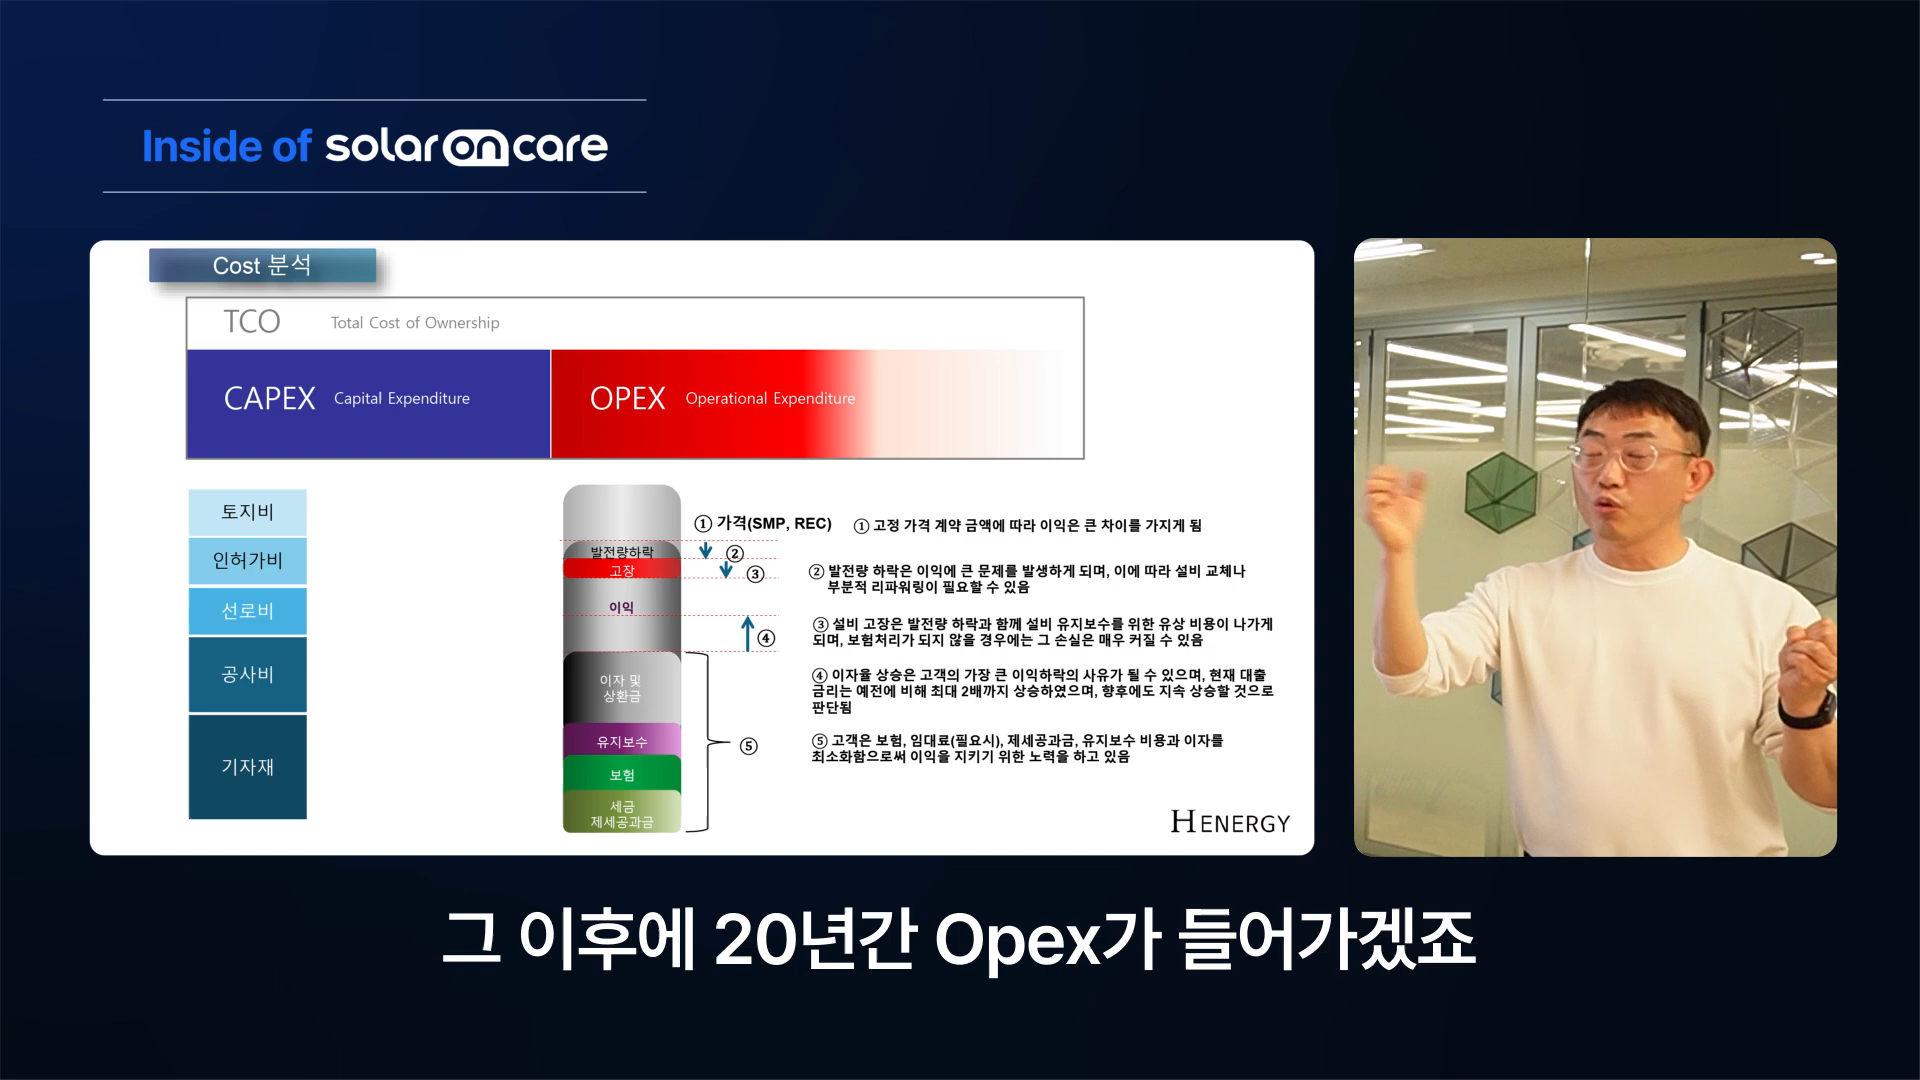 Inside of solaroncare
Cost 분석
TCO Total Cost of Ownership
CAPEX Capital Expenditure
OPEX Operational Expenditure
토지비
인허가비
선로비
공사비
기자재
발전량하락
고장
이익
이자 및
상환금
유지보수
보험
세금
제세공과금
① 가격(SMP, REC)
②
③
④
⑤
① 고정 가격 계약 금액에 따라 이익은 큰 차이를 가지게 됨
② 발전량 하락은 이익에 큰 문제를 발생하게 되며, 이에 따라 설비 교체나
부분적 리파워링이 필요할 수 있음
③ 설비 고장은 발전량 하락과 함께 설비 유지보수를 위한 유상 비용이 나가게
되며, 보험처리가 되지 않을 경우에는 그 손실은 매우 커질 수 있음
④ 이자율 상승은 고객의 가장 큰 이익하락의 사유가 될 수 있으며, 현재 대출
금리는 예전에 비해 최대 2배까지 상승하였으며, 향후에도 지속 상승할 것으로
판단됨
⑤ 고객은 보험, 임대료(필요시), 제세공과금, 유지보수 비용과 이자를
최소화함으로써 이익을 지키기 위한 노력을 하고 있음
H ENERGY
그 이후에 20년간 Opex가 들어가겠죠